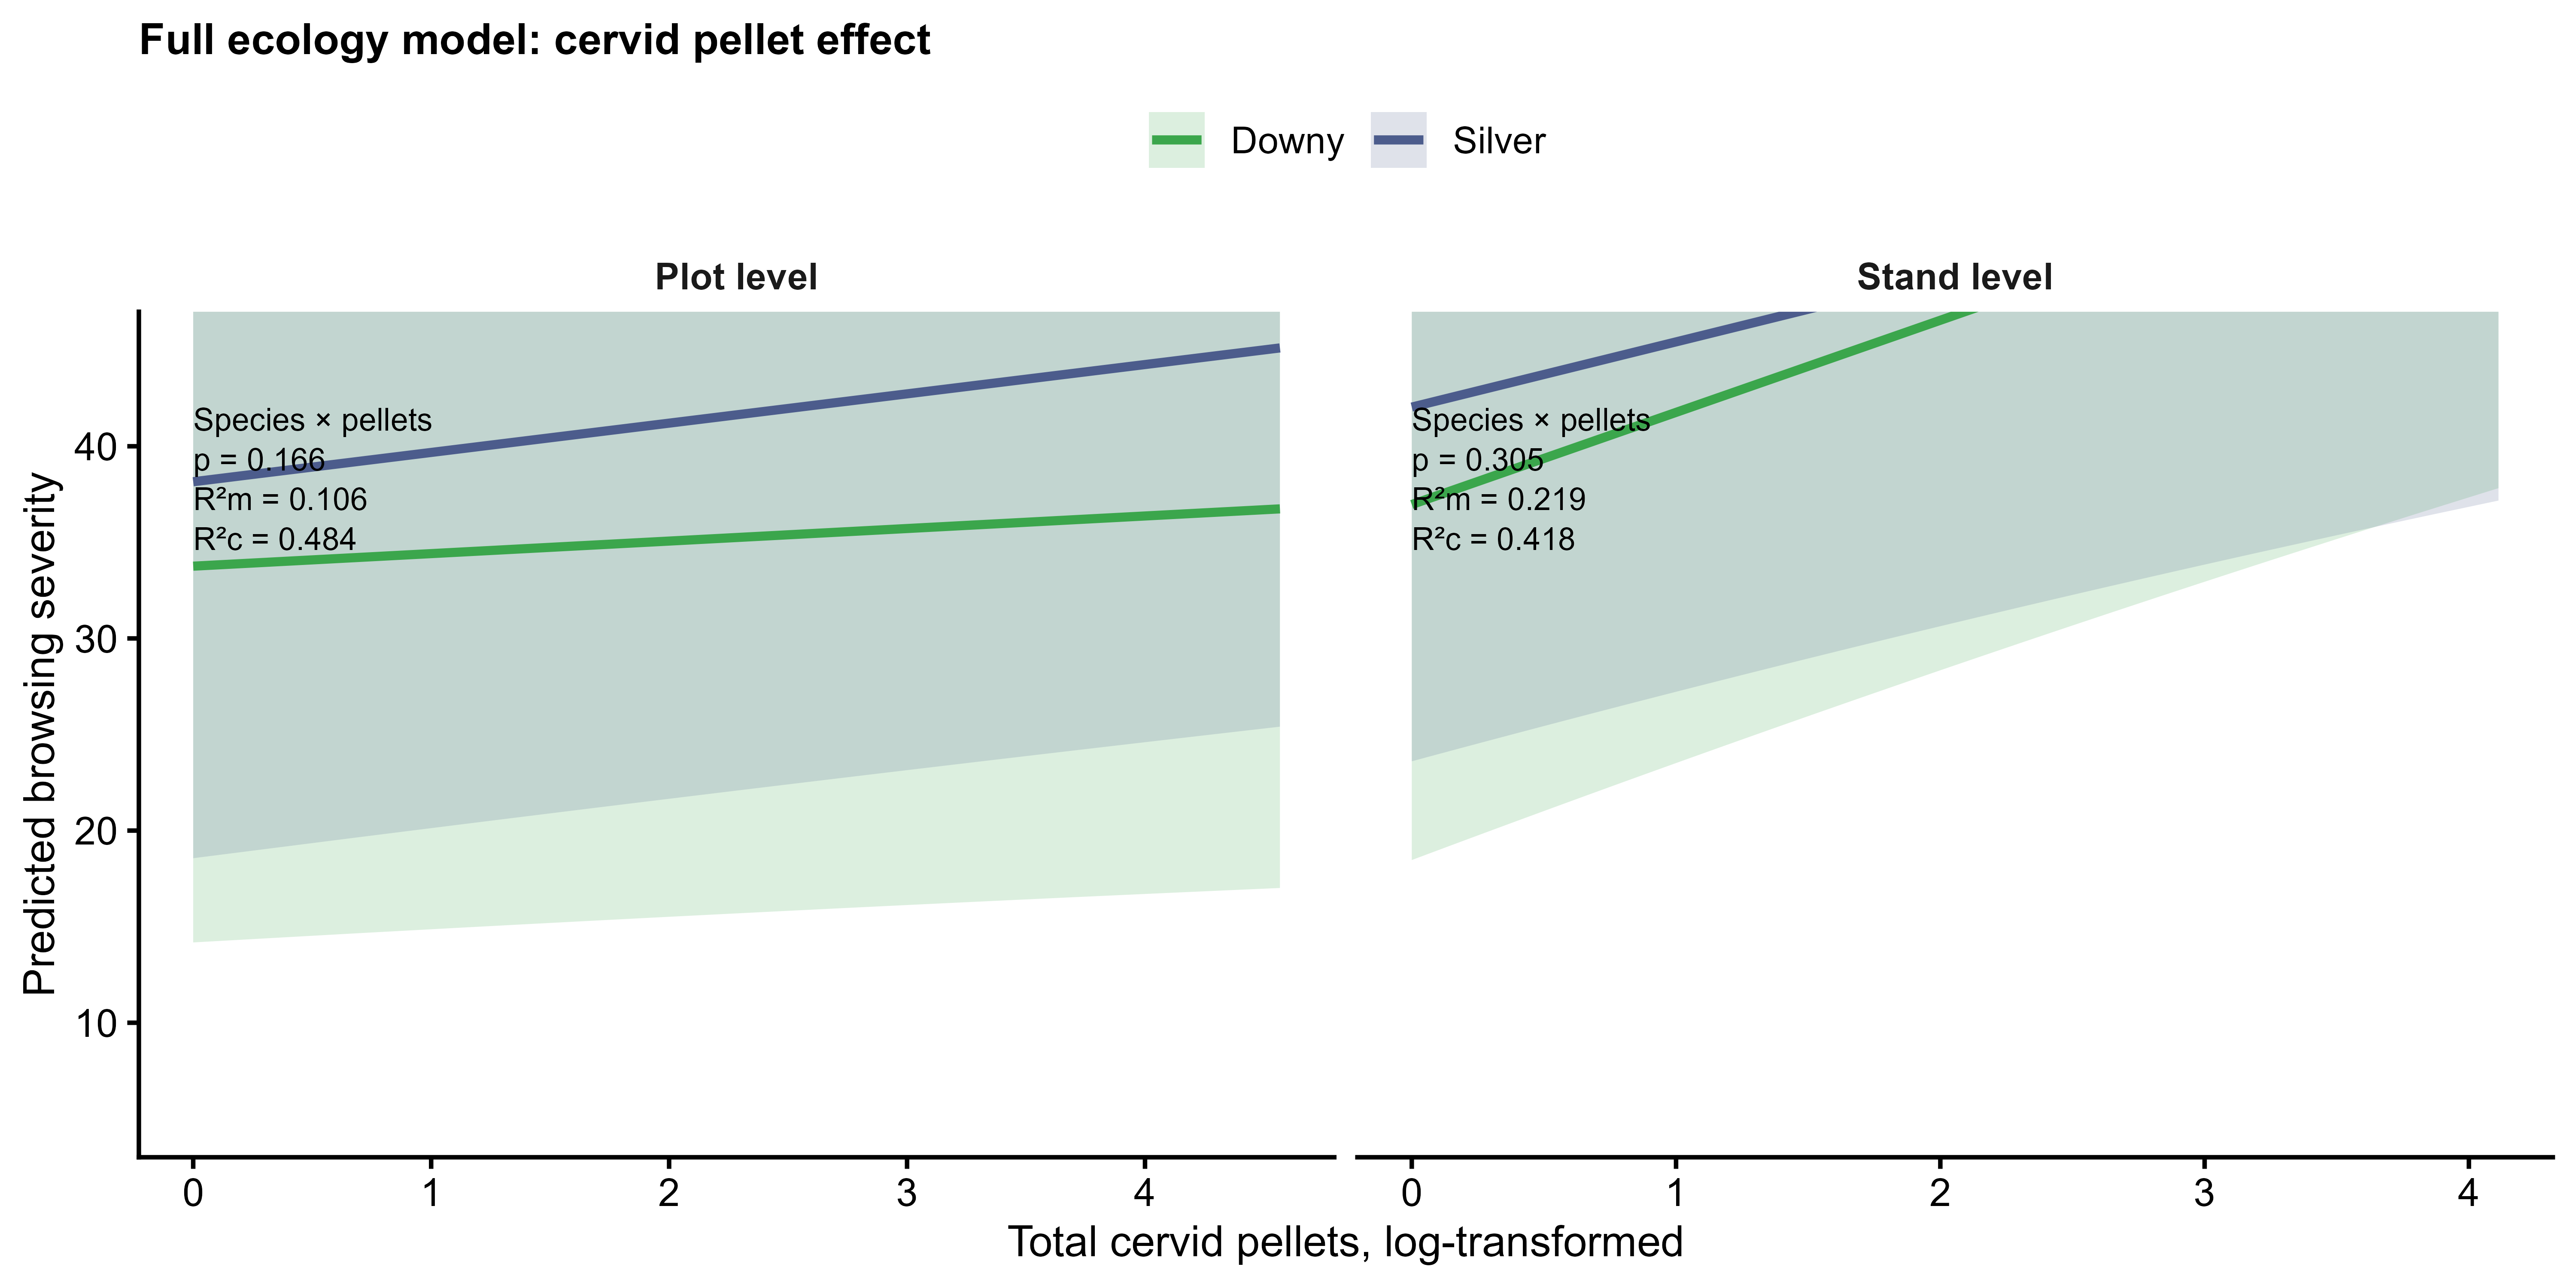 Full ecology model: cervid pellet effect
Downy
Silver
Plot level
Stand level
Predicted browsing severity
40
30
20
10
Species × pellets
p = 0.166
R²m = 0.106
R²c = 0.484
Species × pellets
p = 0.305
R²m = 0.219
R²c = 0.418
0 1 2 3 4
0 1 2 3 4
Total cervid pellets, log-transformed